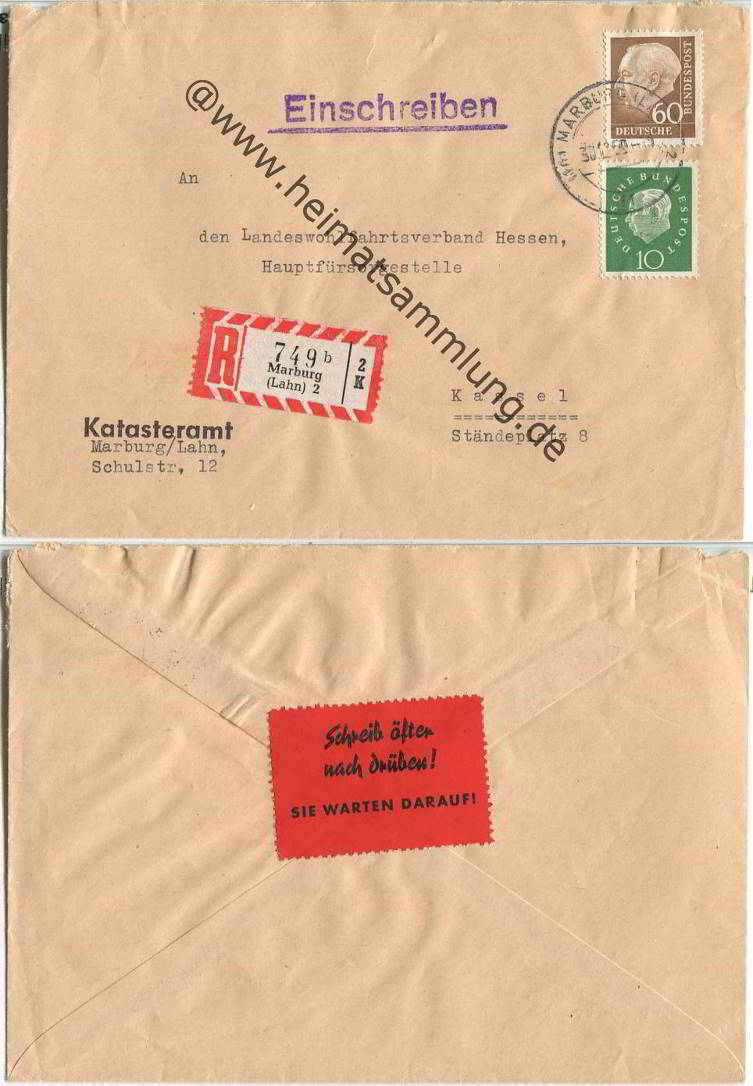 Einschreiben
60
DEUTSCHE
BUNDESPOST
MARBURG
DEUTSCHE BUNDESPOST
10
An
den Landeswohlfahrtsverband Hessen,
Hauptfürsorgestelle
@www.heimatsammlung.de
R
749 b
Marburg
(Lahn) 2
2
K
K a s s e l
Ständeplatz 8
Katasteramt
Marburg/Lahn,
Schulstr, 12
Schreib öfter
nach drüben!
SIE WARTEN DARAUF!